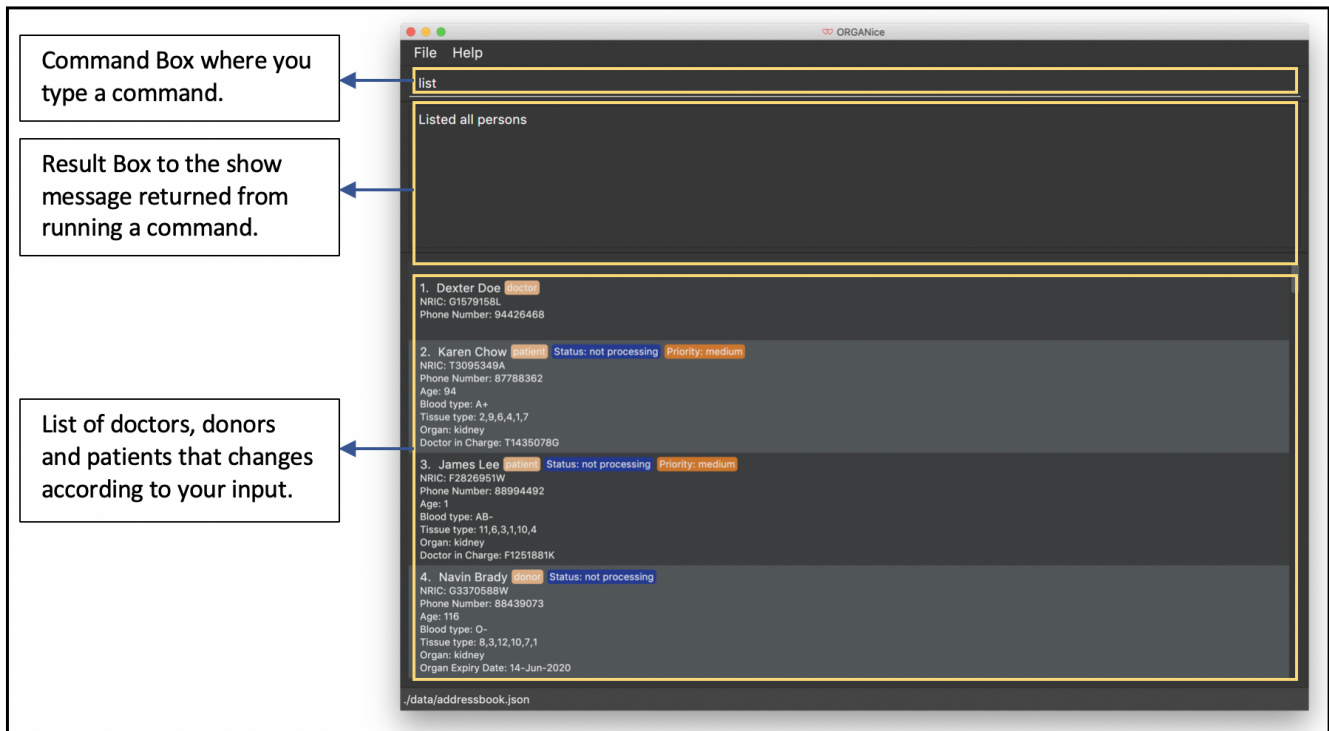 Command Box where you
type a command.
Result Box to the show
message returned from
running a command.
List of doctors, donors
and patients that changes
according to your input.
ORGANice
File Help
list
Listed all persons
1. Dexter Doe doctor
NRIC: G1579158L
Phone Number: 94426468
2. Karen Chow patient Status: not processing Priority: medium
NRIC: T3095349A
Phone Number: 87788362
Age: 94
Blood type: A+
Tissue type: 2,9,6,4,1,7
Organ: kidney
Doctor in Charge: T1435078G
3. James Lee patient Status: not processing Priority: medium
NRIC: F2826951W
Phone Number: 88994492
Age: 1
Blood type: AB-
Tissue type: 11,6,3,1,10,4
Organ: kidney
Doctor in Charge: F1251881K
4. Navin Brady donor Status: not processing
NRIC: G3370588W
Phone Number: 88439073
Age: 116
Blood type: O-
Tissue type: 8,3,12,10,7,1
Organ: kidney
Organ Expiry Date: 14-Jun-2020
./data/addressbook.json